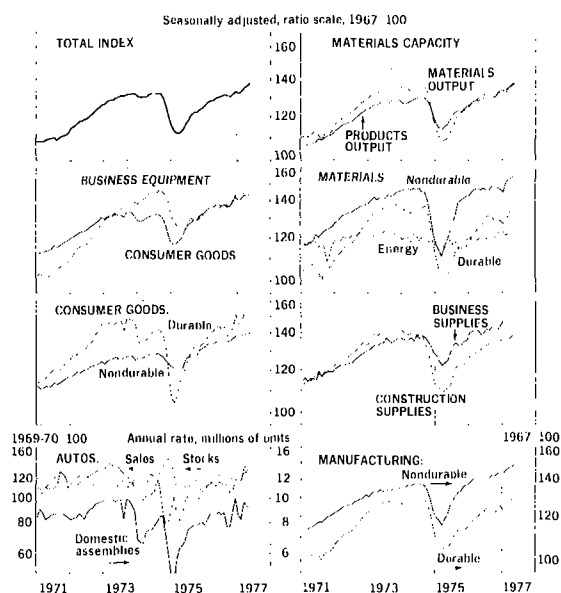 Seasonally adjusted, ratio scale, 1967 100
TOTAL INDEX
160
140
120
100
MATERIALS CAPACITY
MATERIALS
OUTPUT
PRODUCTS
OUTPUT
BUSINESS EQUIPMENT
CONSUMER GOODS
160
140
120
100
MATERIALS
Nondurable
Energy
Durable
CONSUMER GOODS.
Durable
Nondurable
160
140
120
100
BUSINESS
SUPPLIES
CONSTRUCTION
SUPPLIES
1969-70 100 Annual rate, millions of units
1967 100
160
120
100
80
60
AUTOS. Sales Stocks
Domestic
assemblies
16
12
10
8
6
MANUFACTURING:
Nondurable
Durable
160
140
120
100
1971 1973 1975 1977
1971 1973 1975 1977